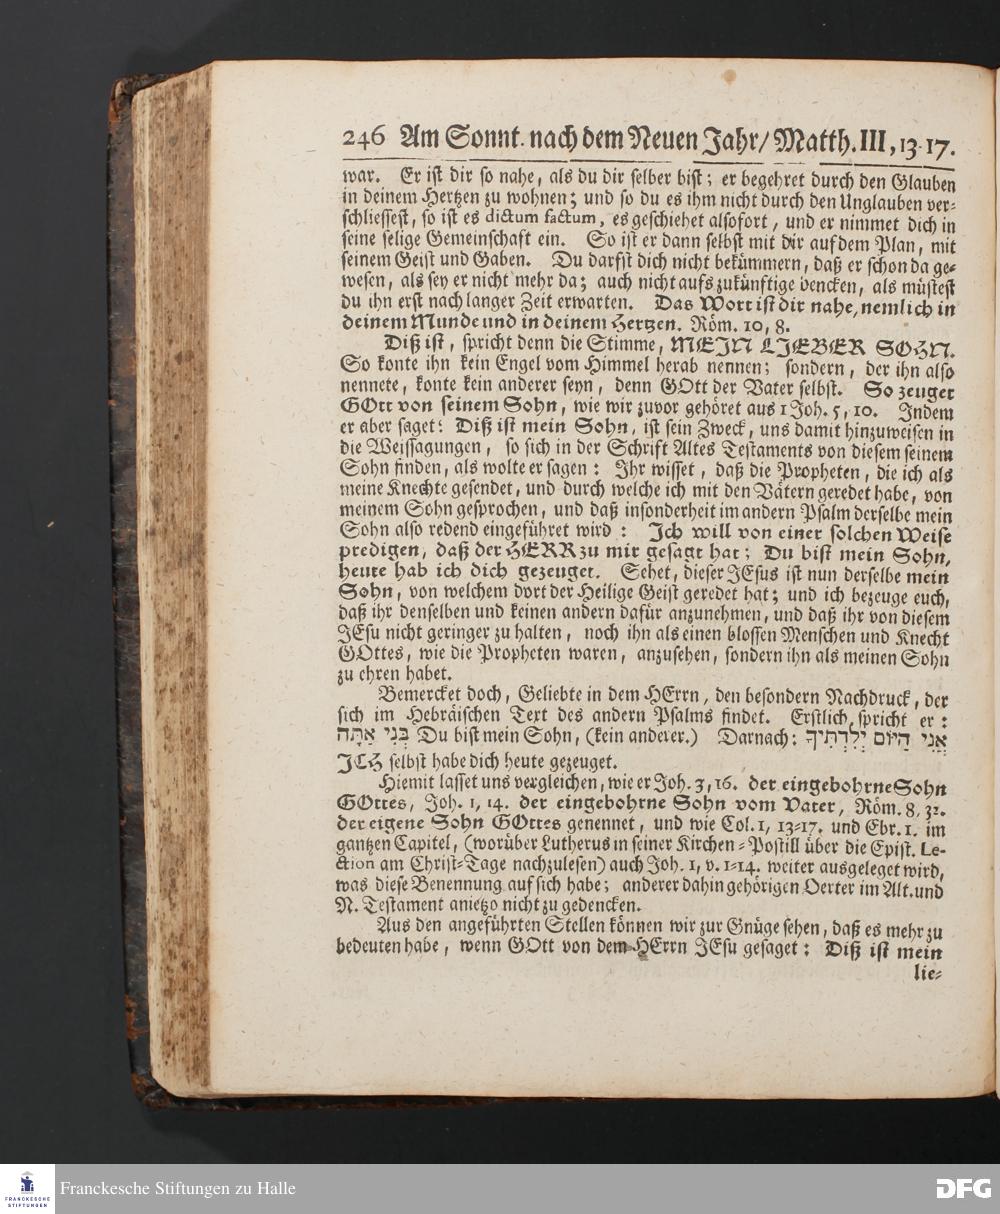 246 Am Sonnt. nach dem Neuen Jahr/ Matth. III, 13-17.
war. Er ist dir so nahe, als du dir selber bist; er begehret durch den Glauben
in deinem Hertzen zu wohnen; und so du es ihm nicht durch den Unglauben ver-
schliessest, so ist es dictum factum, es geschiehet alsofort, und er nimmet dich in
seine selige Gemeinschaft ein. So ist er dann selbst mit dir auf dem Plan, mit
seinem Geist und Gaben. Du darfst dich nicht bekümmern, daß er schon da ge-
wesen, als sey er nicht mehr da; auch nicht aufs zukünftige dencken, als müstest
du ihn erst nach langer Zeit erwarten. Das Wort ist dir nahe, nemlich in
deinem Munde und in deinem Hertzen. Röm. 10, 8.
Diß ist, spricht denn die Stimme, MEIN LIEBER SOHN.
So konte ihn kein Engel vom Himmel herab nennen; sondern, der ihn also
nennete, konte kein anderer seyn, denn GOtt der Vater selbst. So zeuget
GOtt von seinem Sohn, wie wir zuvor gehöret aus 1 Joh. 5, 10. Indem
er aber saget: Diß ist mein Sohn, ist sein Zweck, uns damit hinzuweisen in
die Weissagungen, so sich in der Schrift Altes Testaments von diesem seinem
Sohn finden, als wolte er sagen: Ihr wisset, daß die Propheten, die ich als
meine Knechte gesendet, und durch welche ich mit den Vätern geredet habe, von
meinem Sohn gesprochen, und daß insonderheit im andern Psalm derselbe mein
Sohn also redend eingeführet wird: Ich will von einer solchen Weise
predigen, daß der HERR zu mir gesagt hat; Du bist mein Sohn,
heute hab ich dich gezeuget. Sehet, dieser JEsus ist nun derselbe mein
Sohn, von welchem dort der Heilige Geist geredet hat; und ich bezeuge euch,
daß ihr denselben und keinen andern dafür anzunehmen, und daß ihr von diesem
JEsu nicht geringer zu halten, noch ihn als einen blossen Menschen und Knecht
GOttes, wie die Propheten waren, anzusehen, sondern ihn als meinen Sohn
zu ehren habet.
Bemercket doch, Geliebte in dem HErrn, den besondern Nachdruck, der
sich im Hebräischen Text des andern Psalms findet. Erstlich spricht er:
בְּנִי אַתָּה Du bist mein Sohn, (kein anderer.) Darnach: אֲנִי הַיּוֹם יְלִדְתִּיךָ
ICH selbst habe dich heute gezeuget.
Hiemit lasset uns vergleichen, wie er Joh. 3, 16. der eingebohrne Sohn
GOttes, Joh. 1, 14. der eingebohrne Sohn vom Vater, Röm. 8, 32.
der eigene Sohn GOttes genennet, und wie Col. 1, 13-17. und Ebr. 1. im
gantzen Capitel, (worüber Lutherus in seiner Kirchen-Postill über die Epist. Le-
ction am Christ-Tage nachzulesen) auch Joh. 1, v. 1-14. weiter ausgeleget wird,
was diese Benennung auf sich habe; anderer dahin gehörigen Oerter im Alt. und
N. Testament anietzo nicht zu gedencken.
Aus den angeführten Stellen können wir zur Gnüge sehen, daß es mehr zu
bedeuten habe, wenn GOtt von dem HErrn JEsu gesaget: Diß ist mein
lie-
FRANCKESCHE
STIFTUNGEN
Franckesche Stiftungen zu Halle
DFG